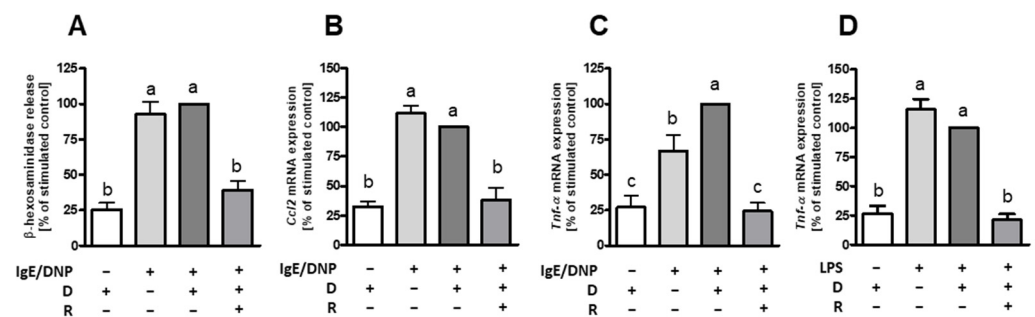 A B C D
β-hexosaminidase release
[% of stimulated control]
125
100
75
50
25
0
b a a b
IgE/DNP – + + +
D + – + +
R – – – +
Ccl2 mRNA expression
[% of stimulated control]
150
125
100
75
50
25
0
b a a b
IgE/DNP – + + +
D + – + +
R – – – +
Tnf-α mRNA expression
[% of stimulated control]
125
100
75
50
25
0
c b a c
IgE/DNP – + + +
D + – + +
R – – – +
Tnf-α mRNA expression
[% of stimulated control]
150
125
100
75
50
25
0
b a a b
LPS – + + +
D + – + +
R – – – +